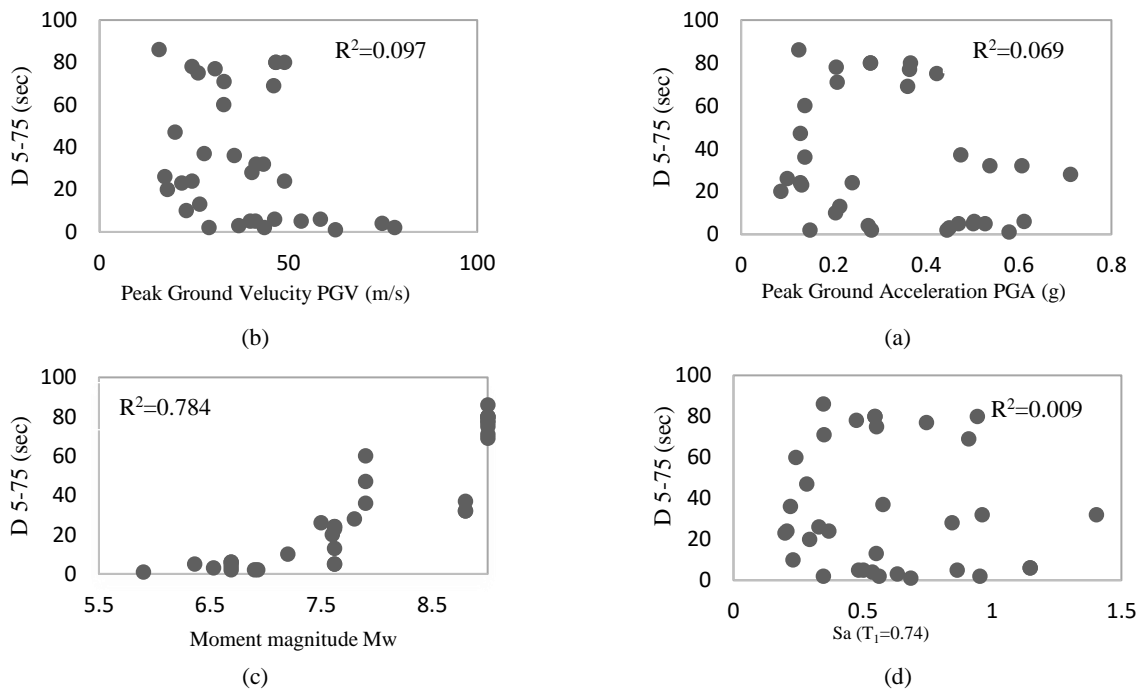 100
80
60
40
20
0
D 5-75 (sec)
R²=0.097
0 50 100
Peak Ground Velucity PGV (m/s)
(b)
100
80
60
40
20
0
D 5-75 (sec)
R²=0.069
0 0.2 0.4 0.6 0.8
Peak Ground Acceleration PGA (g)
(a)
100
80
60
40
20
0
D 5-75 (sec)
R²=0.784
5.5 6.5 7.5 8.5
Moment magnitude Mw
(c)
100
80
60
40
20
0
D 5-75 (sec)
R²=0.009
0 0.5 1 1.5
Sa (T₁=0.74)
(d)